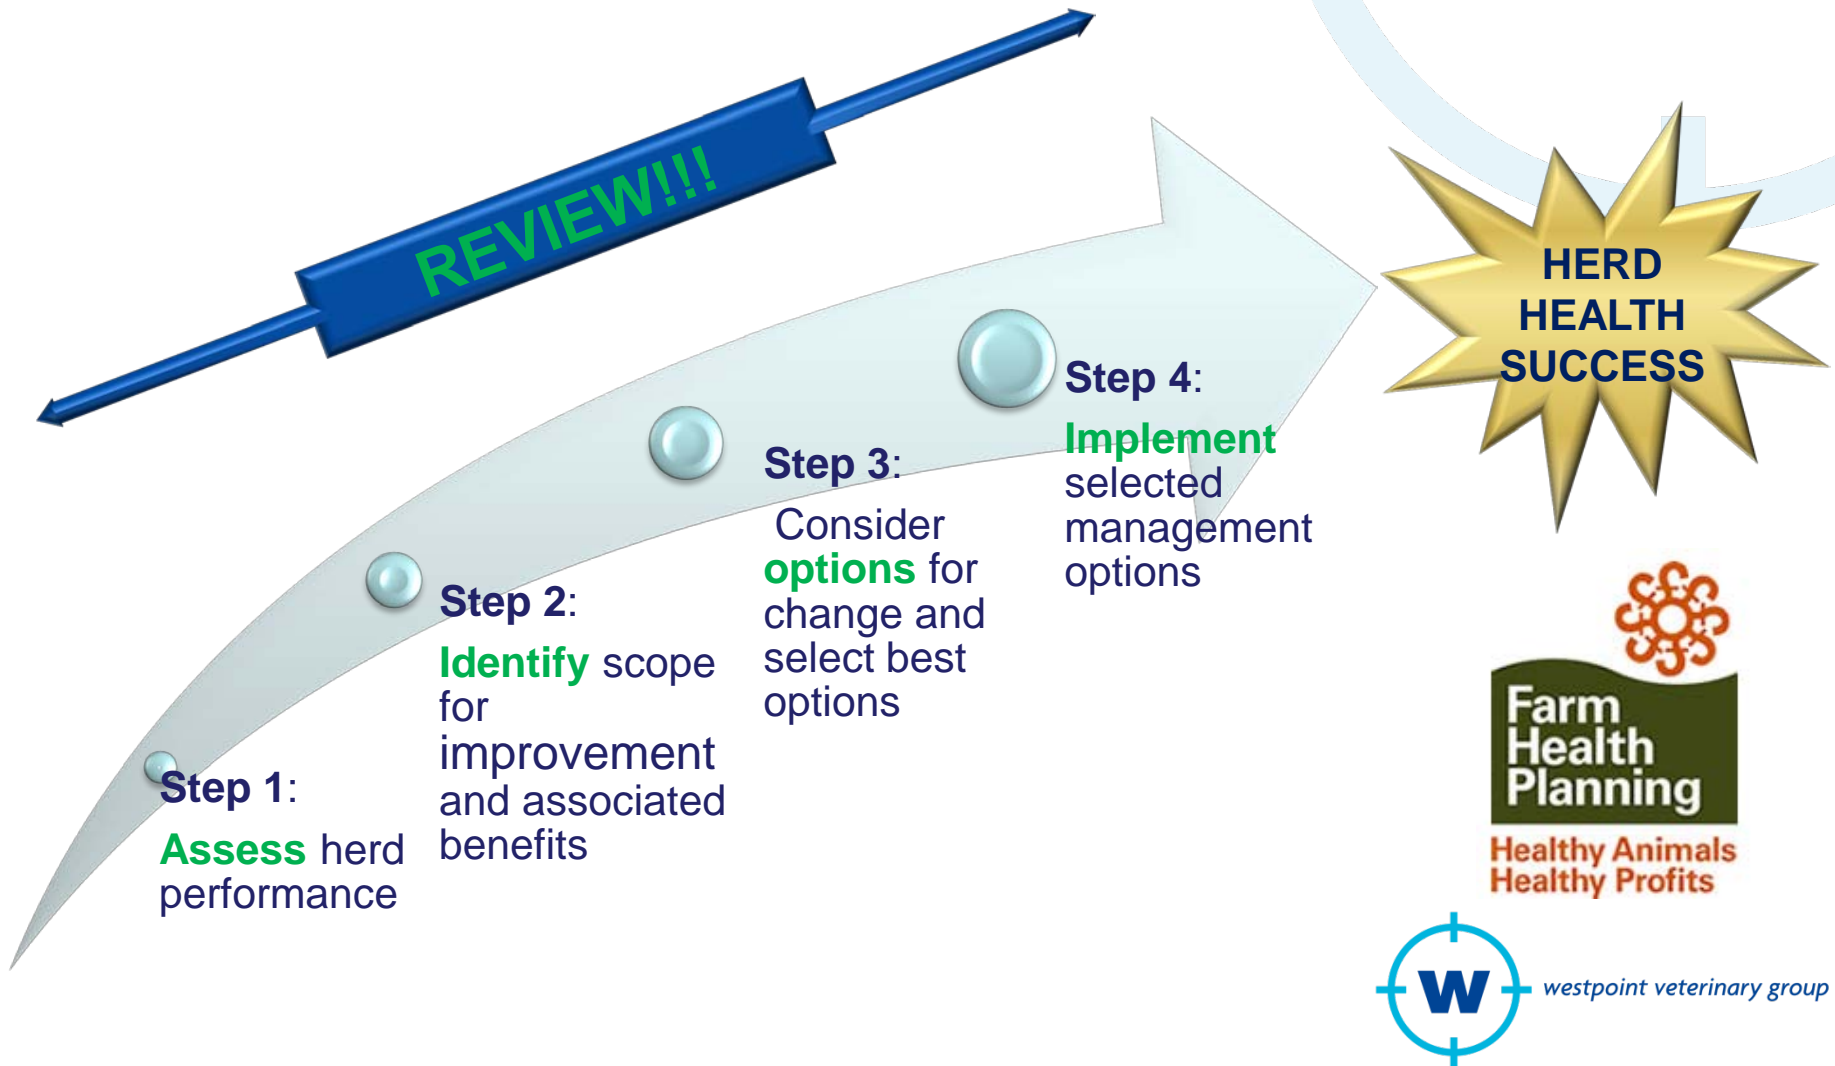 REVIEW!!!
HERD
HEALTH
SUCCESS
Step 1:
Assess herd
performance
Step 2:
Identify scope
for
improvement
and associated
benefits
Step 3:
Consider
options for
change and
select best
options
Step 4:
Implement
selected
management
options
Farm
Health
Planning
Healthy Animals
Healthy Profits
W
westpoint veterinary group